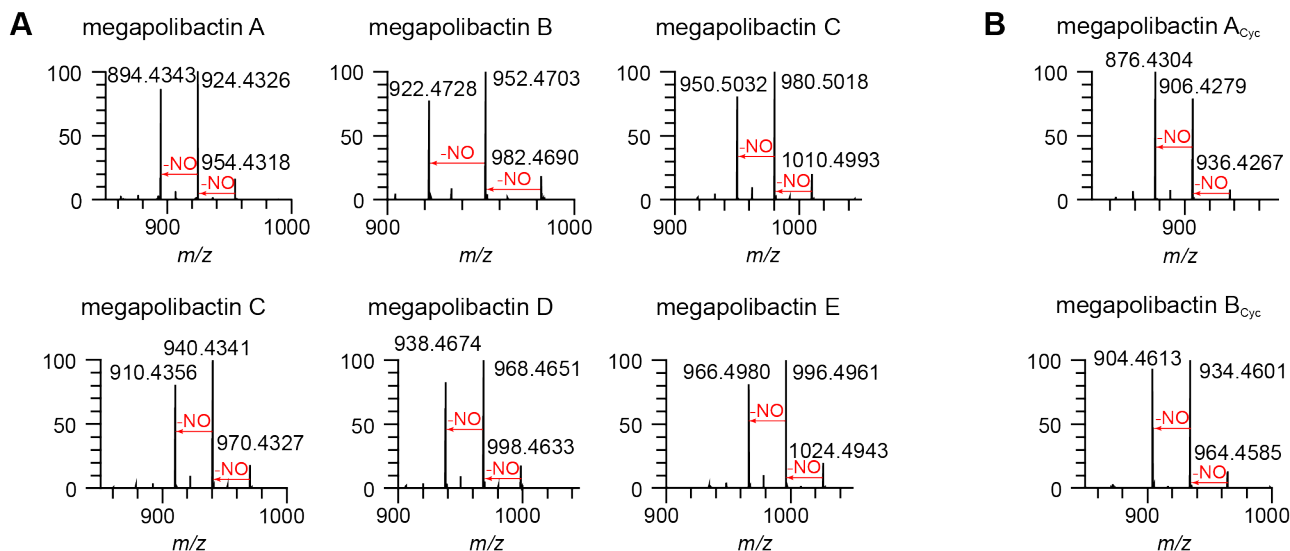 A
megapolibactin A
100
50
0
894.4343
924.4326
954.4318
-NO
-NO
900
1000
m/z
megapolibactin B
100
50
0
922.4728
952.4703
982.4690
-NO
-NO
900
1000
m/z
megapolibactin C
100
50
0
950.5032
980.5018
1010.4993
-NO
-NO
900
1000
m/z
B
megapolibactin ACyc
100
50
0
876.4304
906.4279
936.4267
-NO
-NO
900
m/z
megapolibactin C
100
50
0
940.4341
910.4356
970.4327
-NO
-NO
900
1000
m/z
megapolibactin D
100
50
0
938.4674
968.4651
998.4633
-NO
-NO
900
1000
m/z
megapolibactin E
100
50
0
966.4980
996.4961
1024.4943
-NO
-NO
900
1000
m/z
megapolibactin BCyc
100
50
0
904.4613
934.4601
964.4585
-NO
-NO
900
1000
m/z